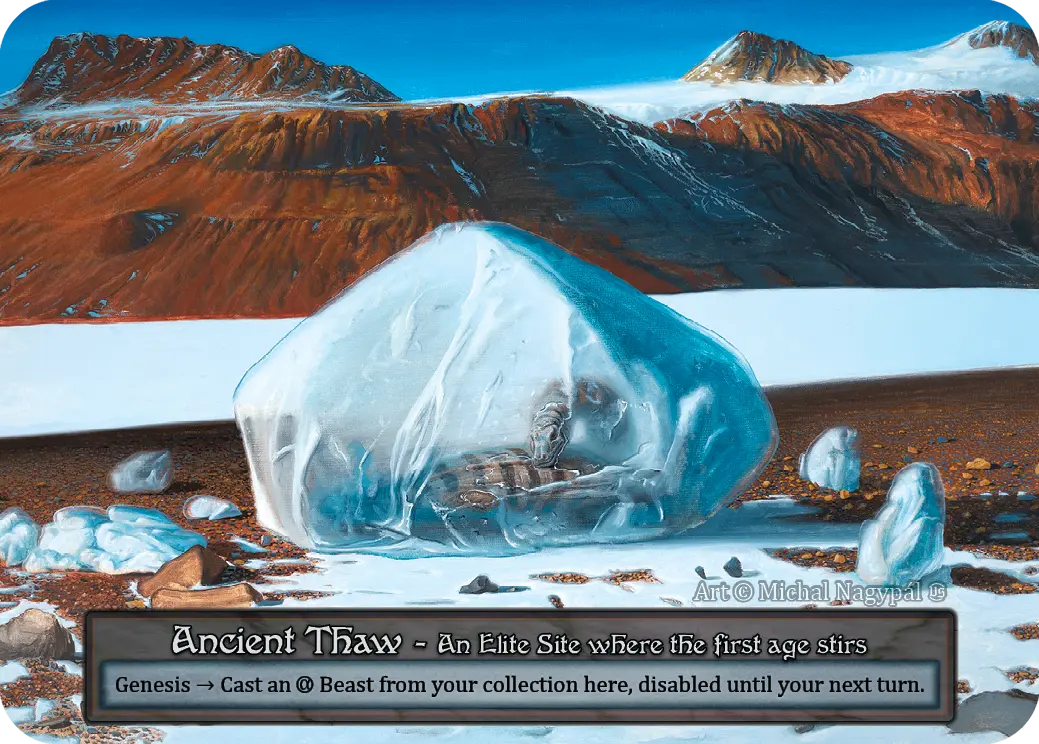 Art © Michal Nagypal
Ancient Thaw - An Elite Site where the first age stirs
Genesis → Cast an @ Beast from your collection here, disabled until your next turn.